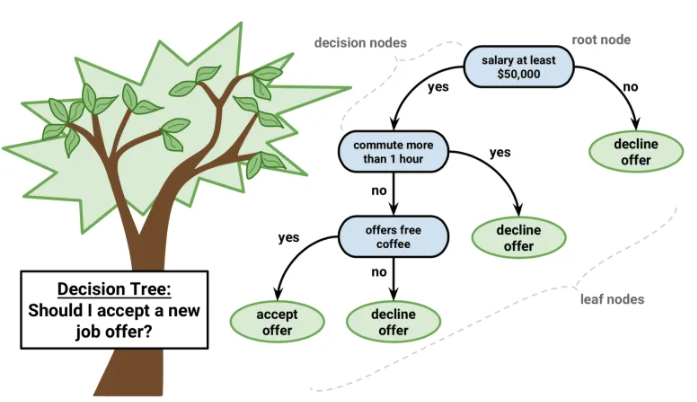 decision nodes
root node
salary at least
$50,000
yes
no
commute more
than 1 hour
yes
decline
offer
no
offers free
coffee
decline
offer
yes
no
accept
offer
decline
offer
leaf nodes
Decision Tree:
Should I accept a new
job offer?